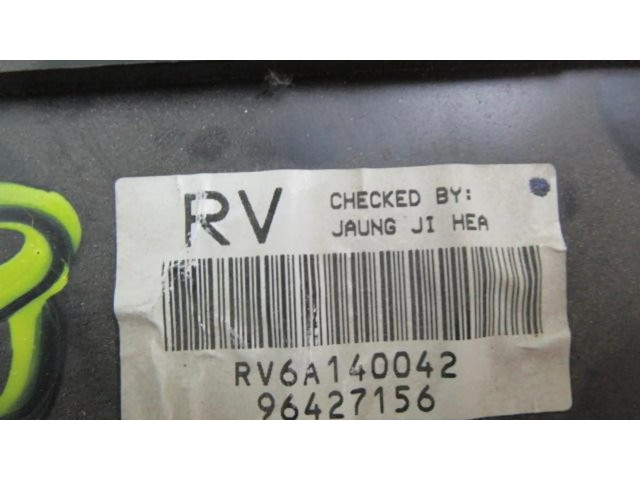 RV
CHECKED BY:
JAUNG JI HEA
RV6A140042
96427156